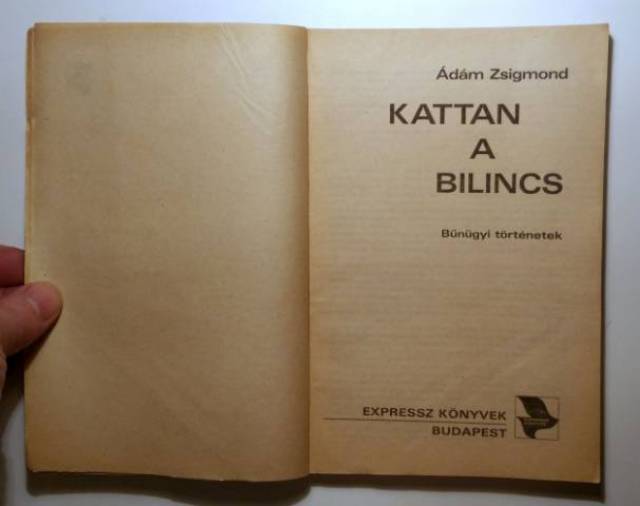 Ádám Zsigmond
KATTAN
A
BILINCS
Bűnügyi történetek
EXPRESSZ KÖNYVEK
BUDAPEST